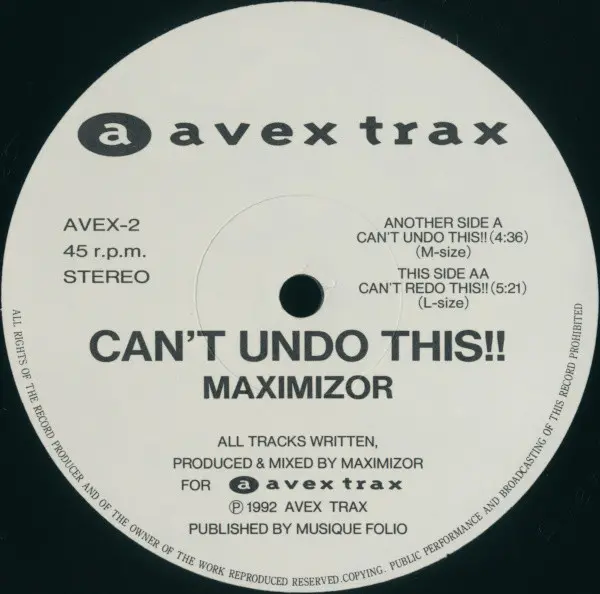 a avex trax
AVEX-2
45 r.p.m.
STEREO
ANOTHER SIDE A
CAN'T UNDO THIS!! (4:36)
(M-size)
THIS SIDE AA
CAN'T REDO THIS!! (5:21)
(L-size)
CAN'T UNDO THIS!!
MAXIMIZOR
ALL TRACKS WRITTEN,
PRODUCED & MIXED BY MAXIMIZOR
FOR a avex trax
Ⓟ 1992 AVEX TRAX
PUBLISHED BY MUSIQUE FOLIO
ALL RIGHTS OF THE RECORD PRODUCER AND OF THE OWNER OF THE WORK REPRODUCED RESERVED.COPYING. PUBLIC PERFORMANCE AND BROADCASTING OF THIS RECORD PROHIBITED